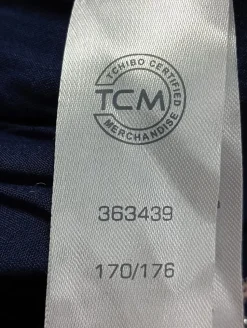 TCHIBO CERTIFIED
TCM
MERCHANDISE
363439
170/176